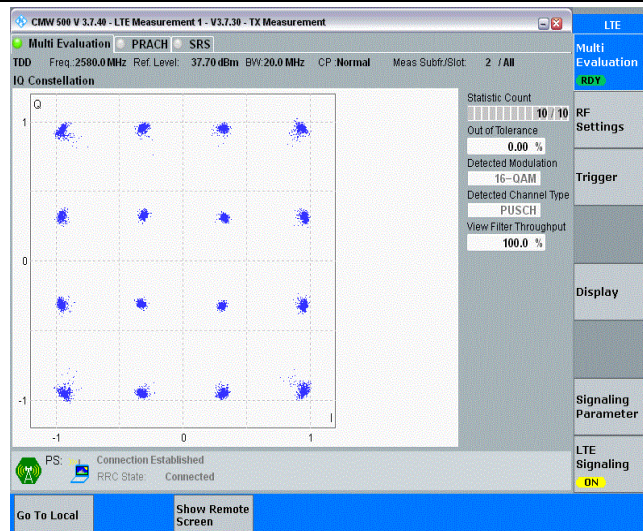 CMW 500 V 3.7.40 - LTE Measurement 1 - V3.7.30 - TX Measurement
Multi Evaluation PRACH SRS
TDD Freq.:2580.0 MHz Ref. Level: 37.70 dBm BW:20.0 MHz CP :Normal Meas Subfr./Slot: 2 / All
IQ Constellation
Q
1
0
-1
I
-1 0 1
Statistic Count
10 / 10
Out of Tolerance
0.00 %
Detected Modulation
16-QAM
Detected Channel Type
PUSCH
View Filter Throughput
100.0 %
PS: Connection Established
RRC State: Connected
LTE
Multi
Evaluation
RDY
RF
Settings
Trigger
Display
Signaling
Parameter
LTE
Signaling
ON
Go To Local
Show Remote
Screen